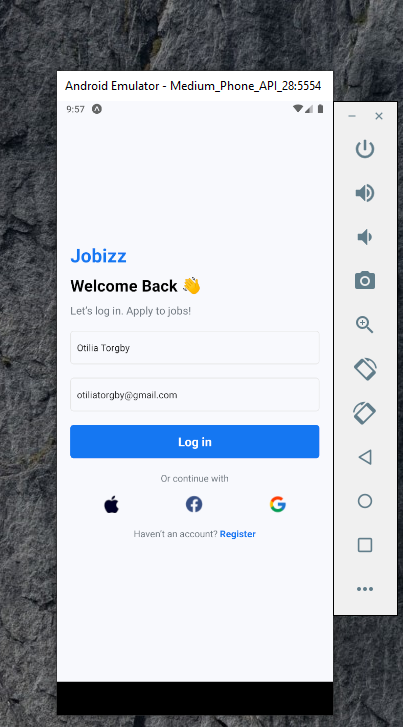 Android Emulator - Medium_Phone_API_28:5554
9:57
Jobizz
Welcome Back 👋
Let's log in. Apply to jobs!
Otilia Torgby
otiliatorgby@gmail.com
Log in
Or continue with
Haven't an account? Register